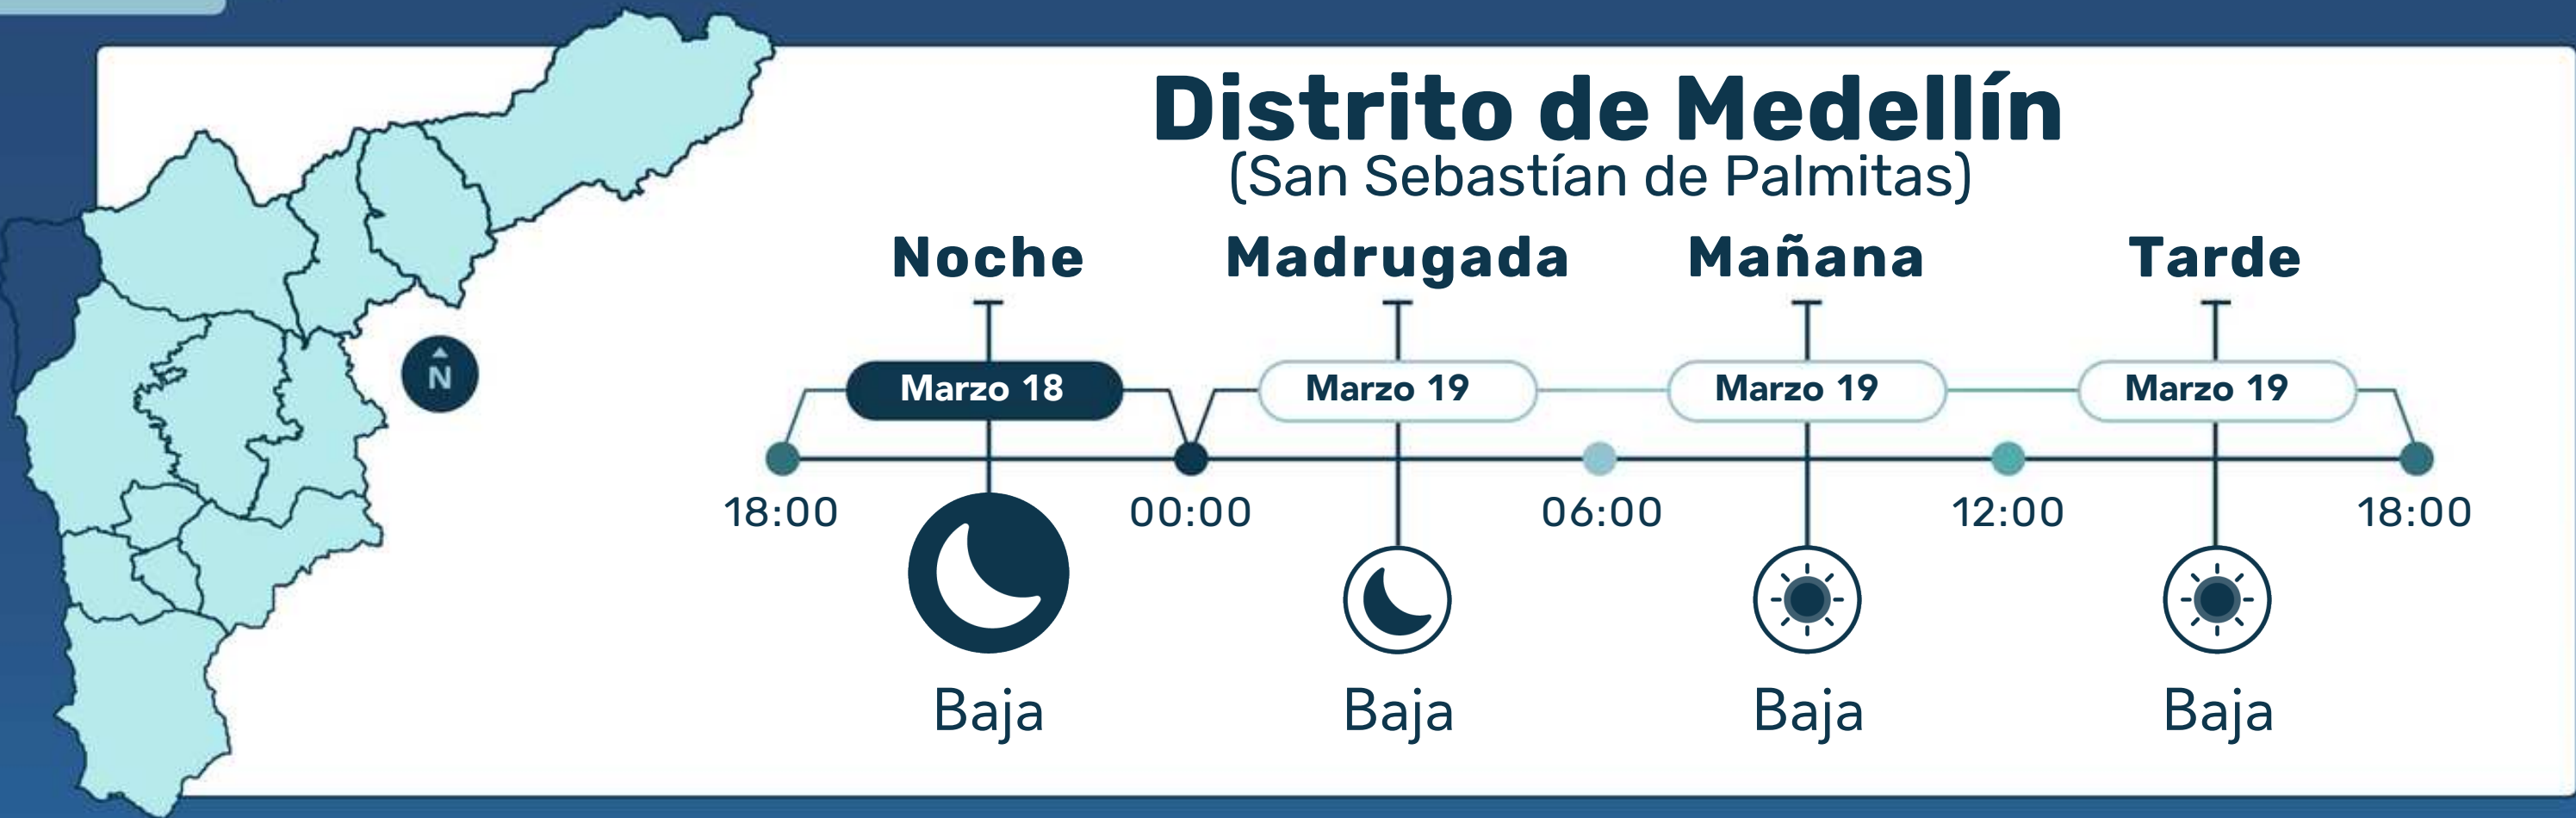 Distrito de Medellín
(San Sebastían de Palmitas)
Noche Madrugada Mañana Tarde
N
Marzo 18 Marzo 19 Marzo 19 Marzo 19
18:00 00:00 06:00 12:00 18:00
Baja Baja Baja Baja